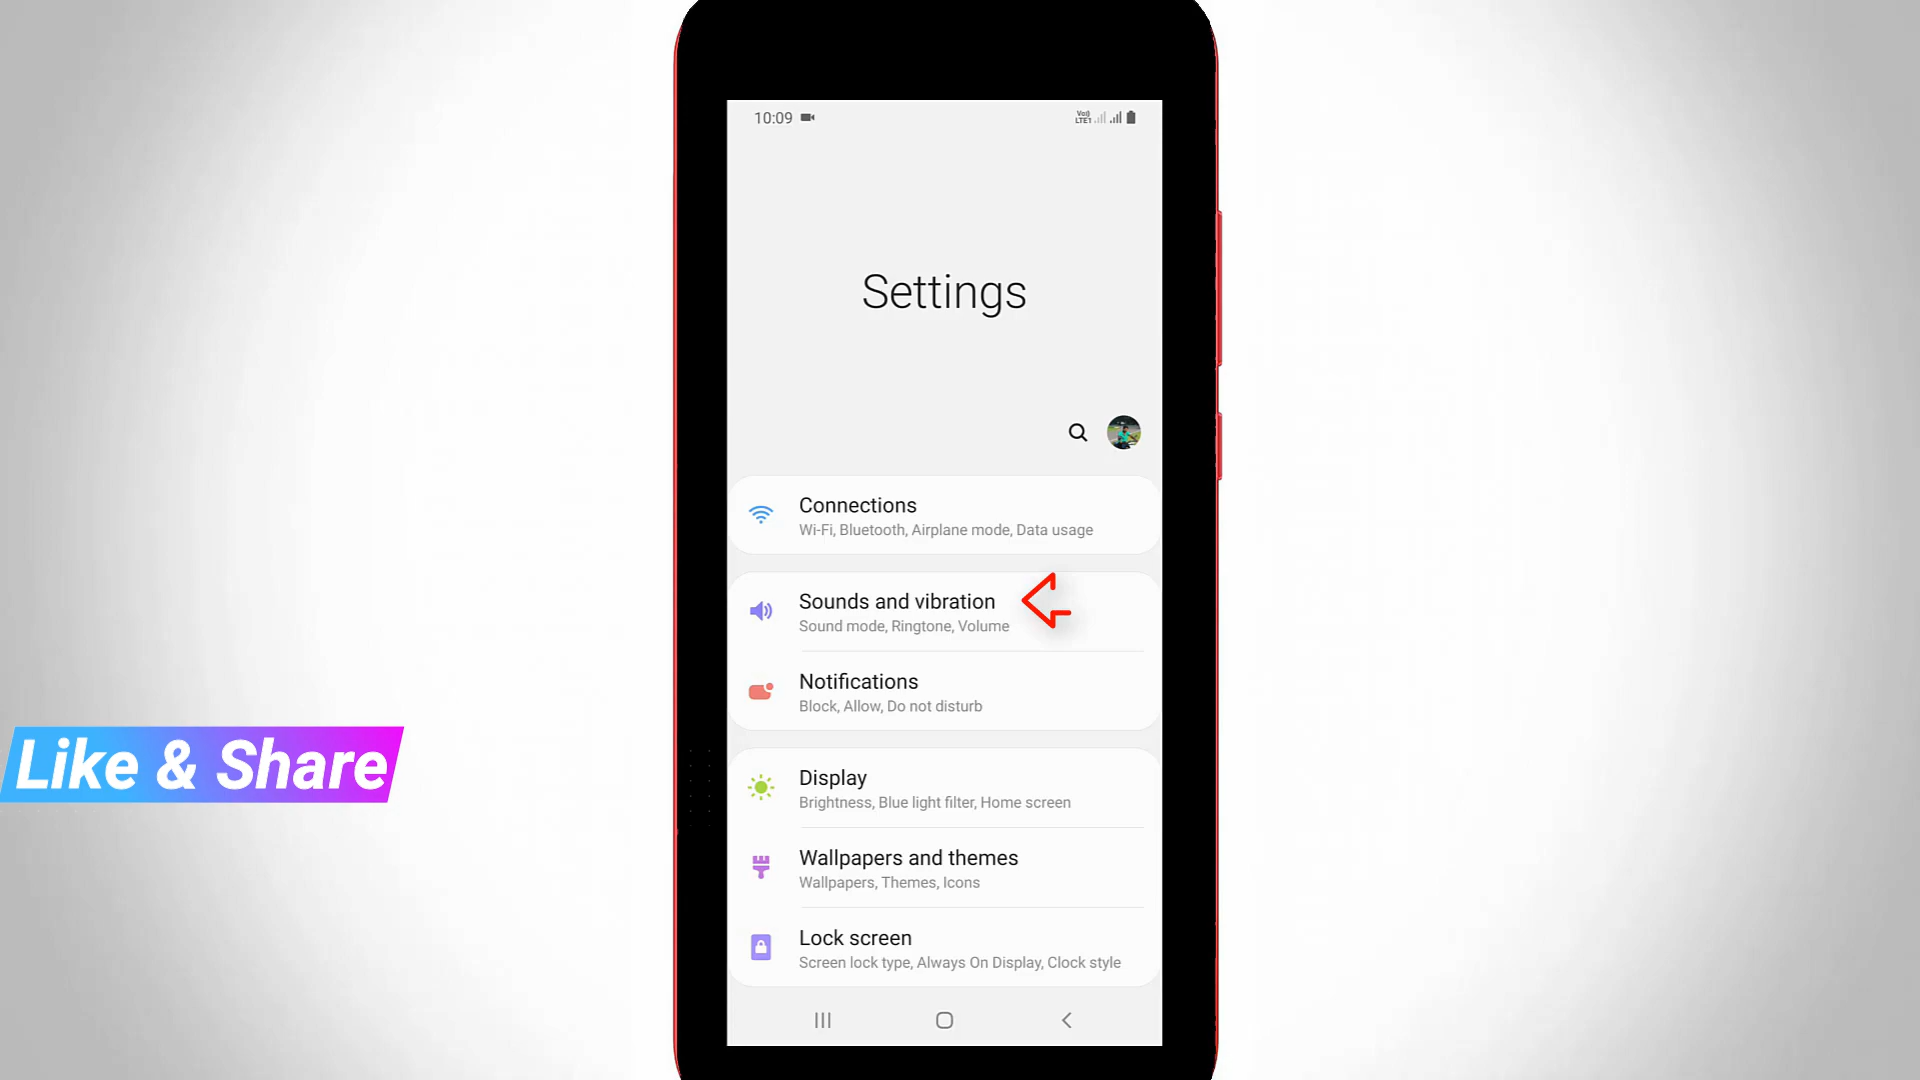 10:09
Vo)) LTE1
Settings
Connections
Wi-Fi, Bluetooth, Airplane mode, Data usage
Sounds and vibration
Sound mode, Ringtone, Volume
Notifications
Block, Allow, Do not disturb
Like & Share
Display
Brightness, Blue light filter, Home screen
Wallpapers and themes
Wallpapers, Themes, Icons
Lock screen
Screen lock type, Always On Display, Clock style